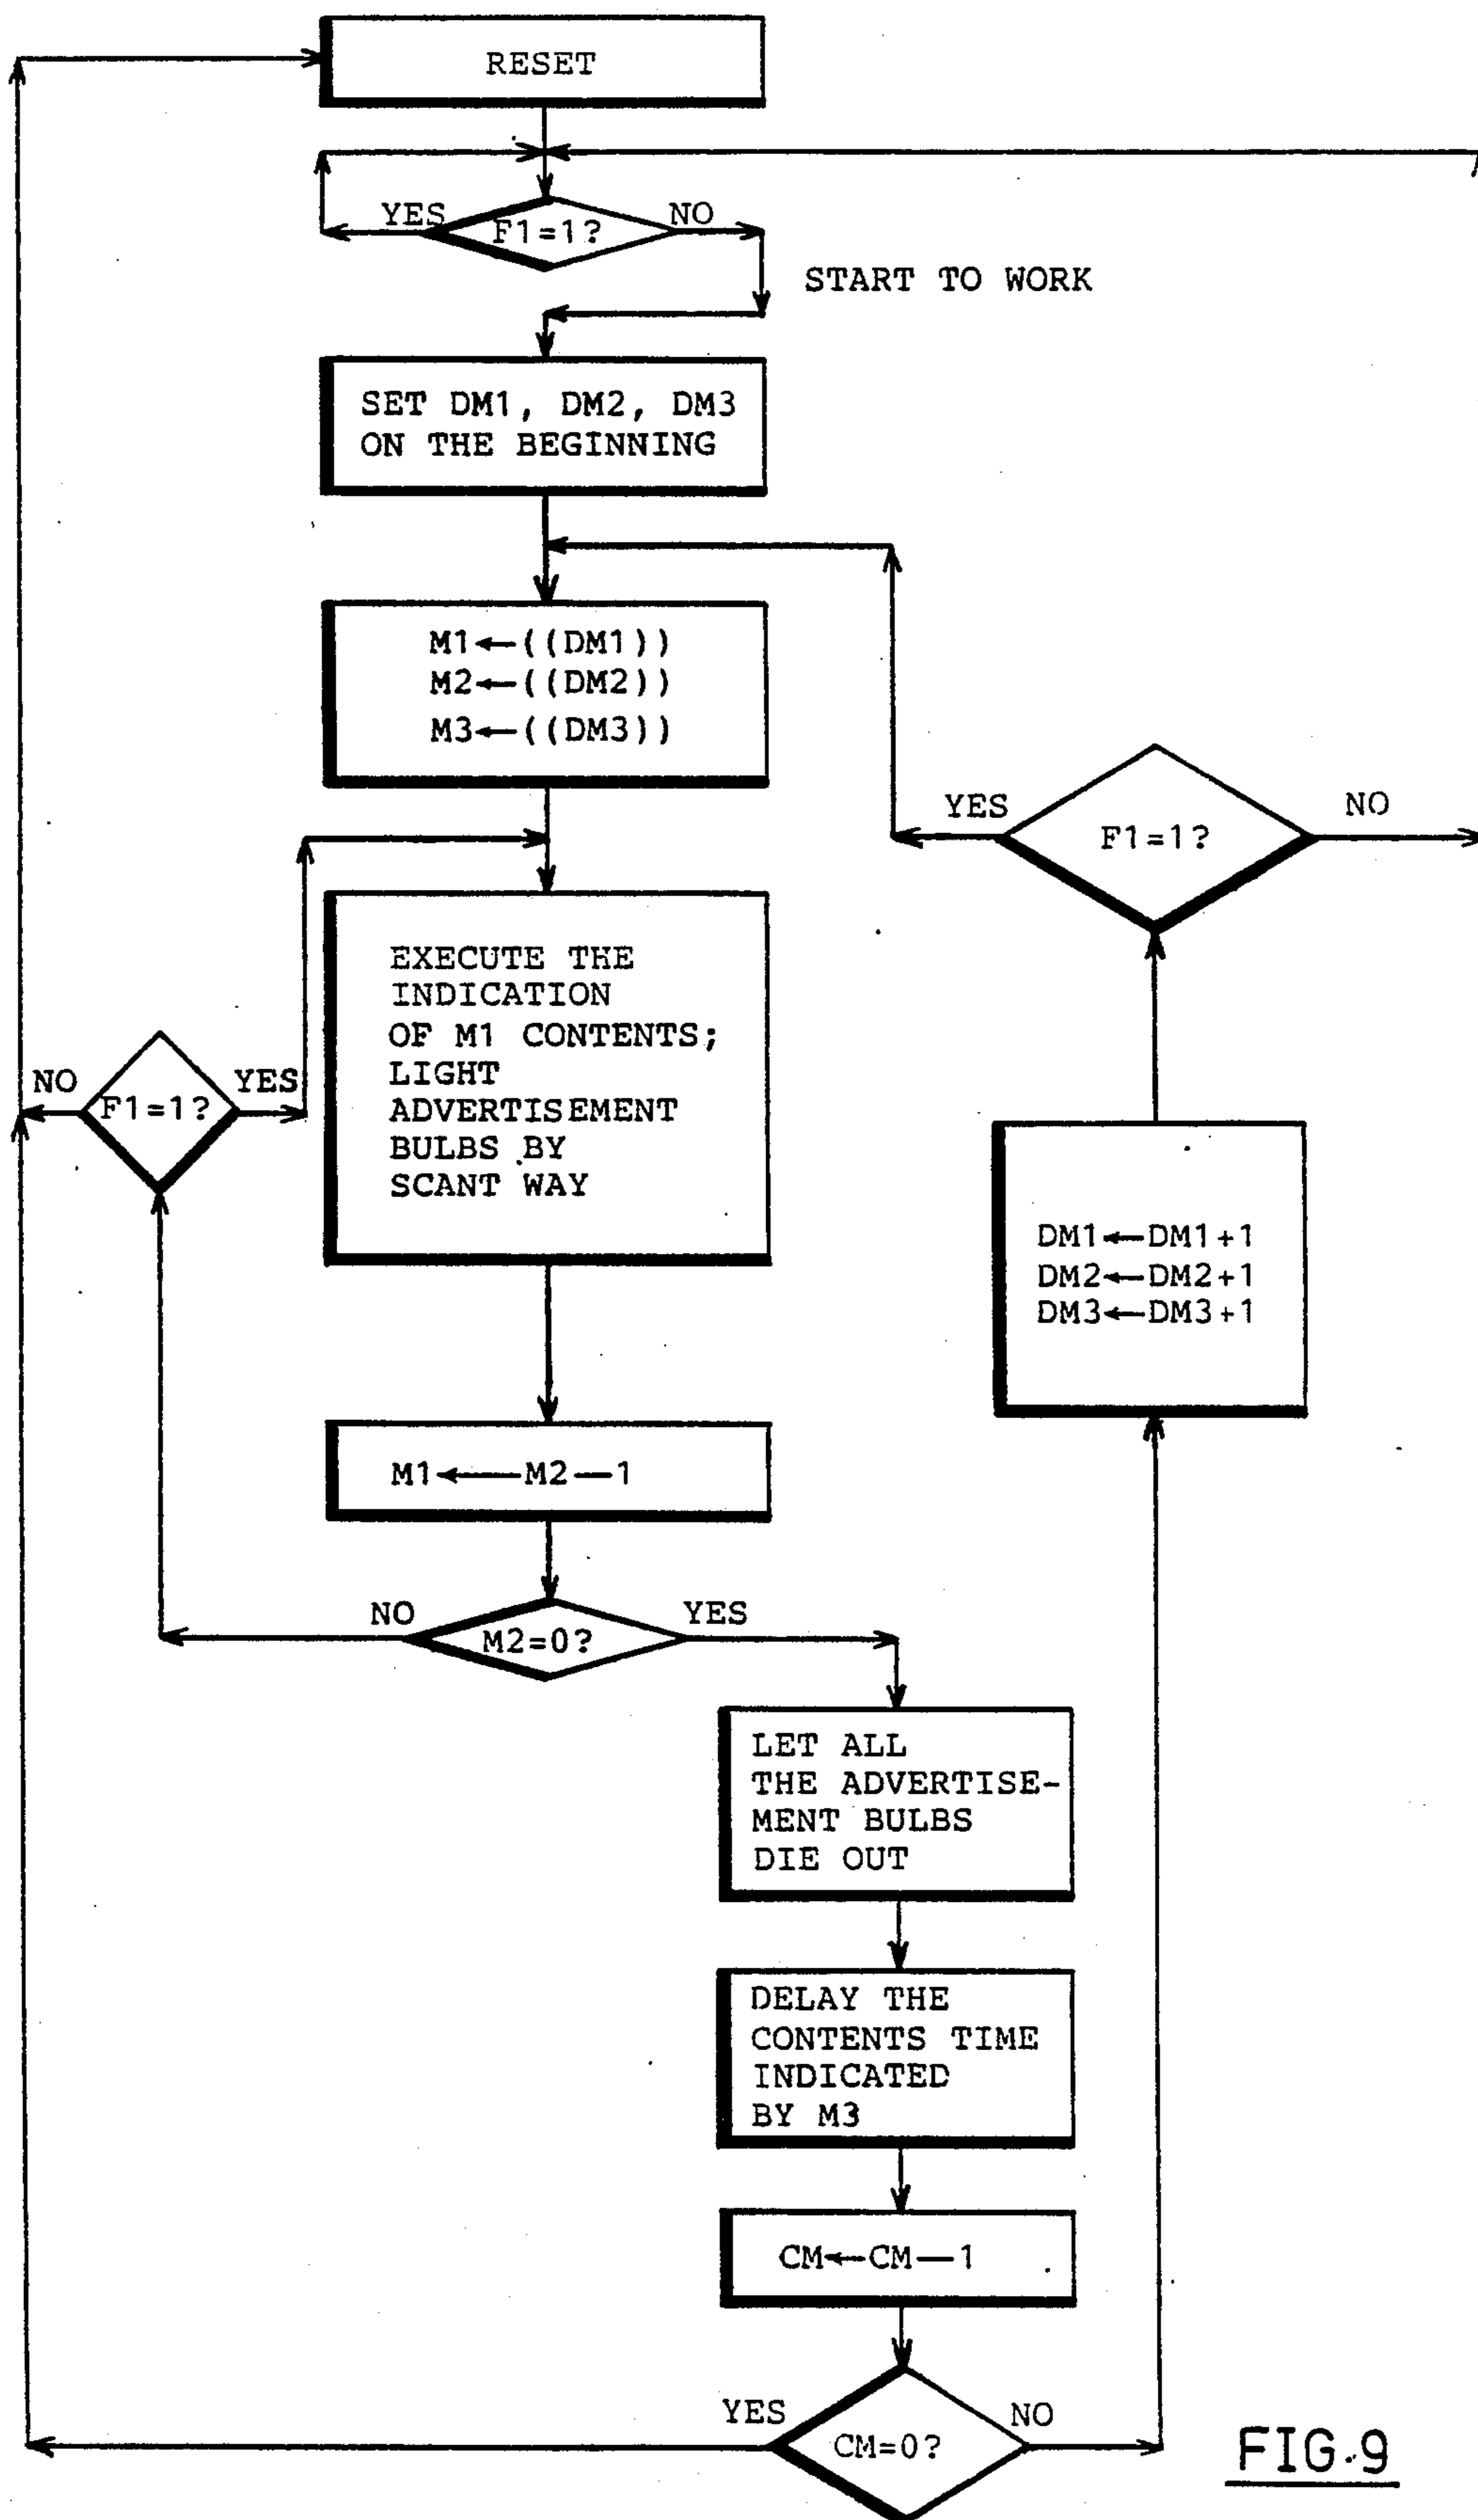 RESET
YES
F1=1?
NO
START TO WORK
SET DM1, DM2, DM3
ON THE BEGINNING
M1←((DM1))
M2←((DM2))
M3←((DM3))
YES
F1=1?
NO
EXECUTE THE
INDICATION
OF M1 CONTENTS;
LIGHT
ADVERTISEMENT
BULBS BY
SCANT WAY
NO
F1=1?
YES
DM1←DM1+1
DM2←DM2+1
DM3←DM3+1
M1←M2—1
NO
M2=0?
YES
LET ALL
THE ADVERTISE-
MENT BULBS
DIE OUT
DELAY THE
CONTENTS TIME
INDICATED
BY M3
CM←CM—1
YES
CM=0?
NO
FIG.9